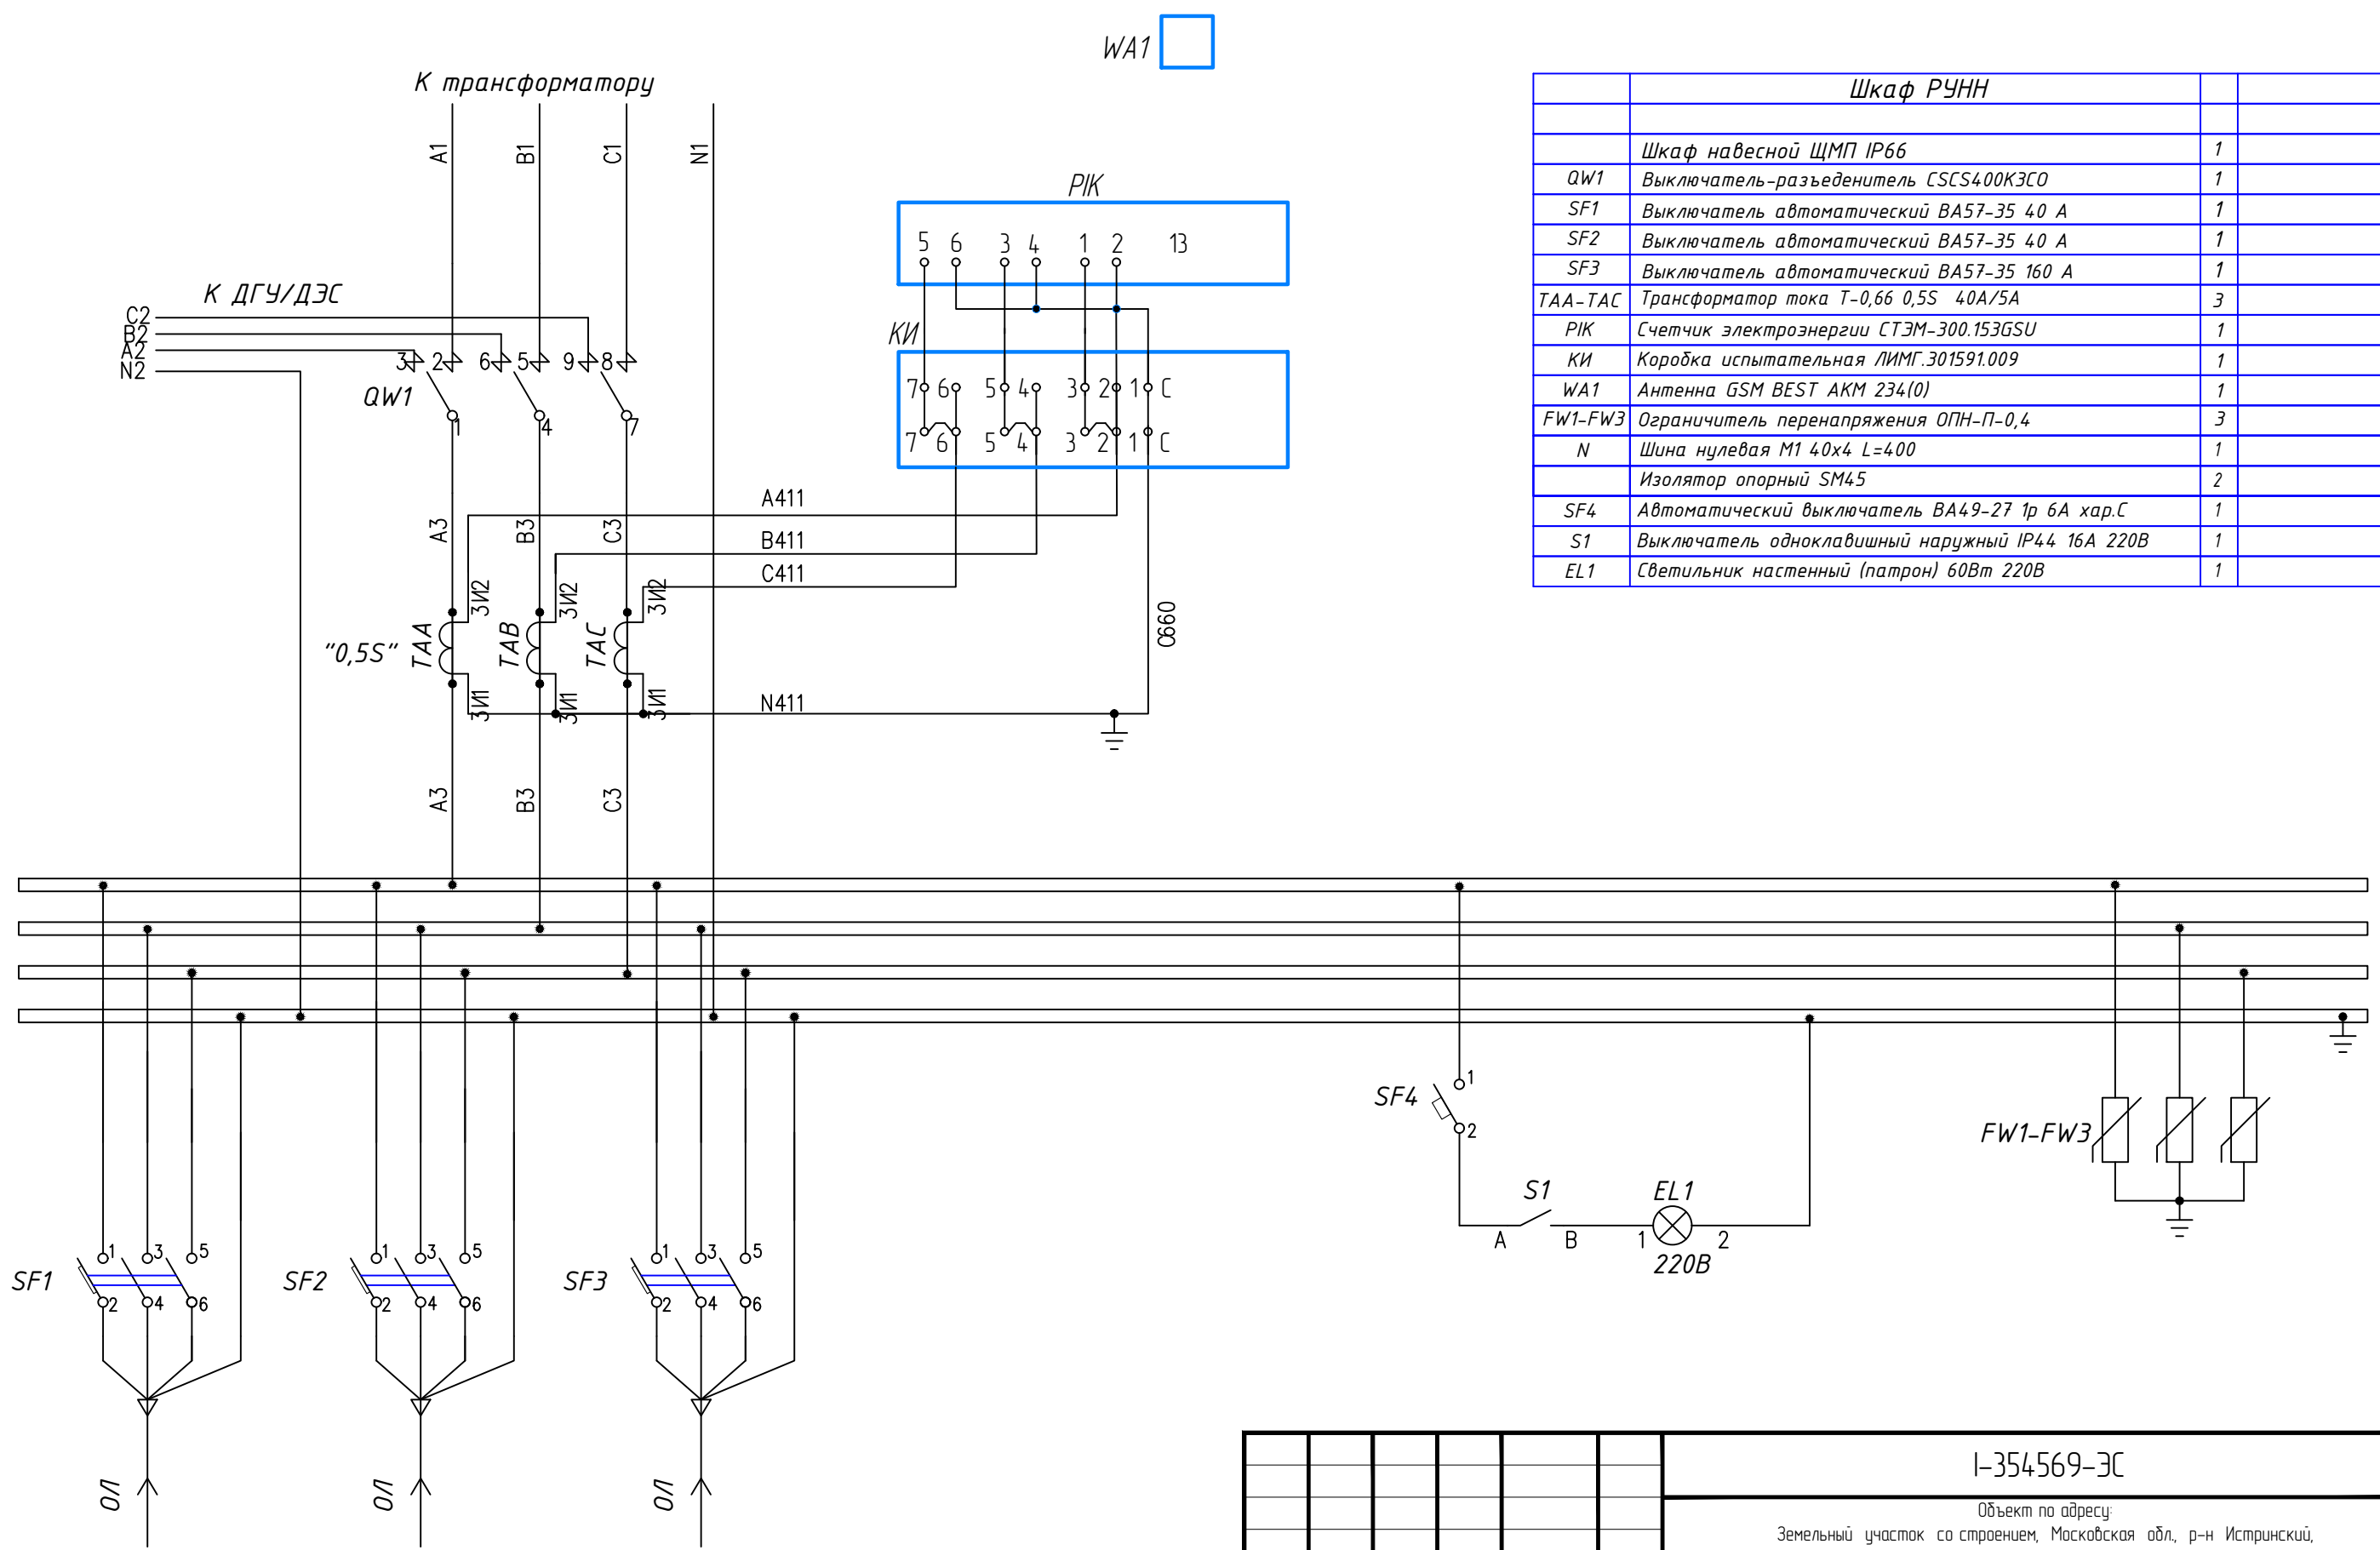 WA1
К трансформатору
A1
B1
C1
N1
PIK
5 6 3 4 1 2 13
К ДГУ/ДЭС
C2
B2
A2
N2
3 2 6 5 9 8
QW1
1 4 7
КИ
7 6 5 4 3 2 1 C
7 6 5 4 3 2 1 C
A411
B411
C411
A3
B3
C3
3И2
3И2
3И2
"0,5S"
TAA
TAB
TAC
C660
3И1
3И1
3И1
N411
A3
B3
C3
Шкаф РУНН
Шкаф навесной ЩМП IP66 1
QW1 Выключатель-разъеденитель CSCS400K3CO 1
SF1 Выключатель автоматический ВА57-35 40 А 1
SF2 Выключатель автоматический ВА57-35 40 А 1
SF3 Выключатель автоматический ВА57-35 160 А 1
TAA-TAC Трансформатор тока Т-0,66 0,5S 40А/5А 3
PIK Счетчик электроэнергии СТЭМ-300.153GSU 1
КИ Коробка испытательная ЛИМГ.301591.009 1
WA1 Антенна GSM BEST AKM 234(0) 1
FW1-FW3 Ограничитель перенапряжения ОПН-П-0,4 3
N Шина нулевая М1 40х4 L=400 1
Изолятор опорный SM45 2
SF4 Автоматический выключатель ВА49-27 1р 6А хар.С 1
S1 Выключатель одноклавишный наружный IP44 16А 220В 1
EL1 Светильник настенный (патрон) 60Вт 220В 1
SF4
1
2
S1
EL1
A B 1 2
220В
FW1-FW3
SF1
1 3 5
2 4 6
SF2
1 3 5
2 4 6
SF3
1 3 5
2 4 6
ОЛ
ОЛ
ОЛ
I-354569-ЭС
Объект по адресу:
Земельный участок со строением, Московская обл., р-н Истринский,